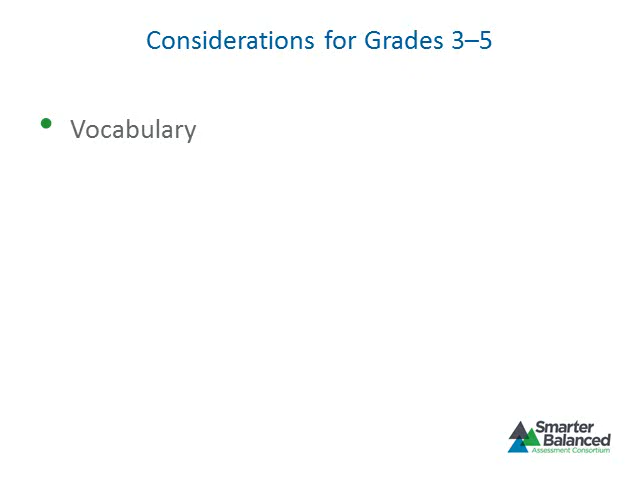 Considerations for Grades 3–5
• Vocabulary
Smarter
Balanced
Assessment Consortium